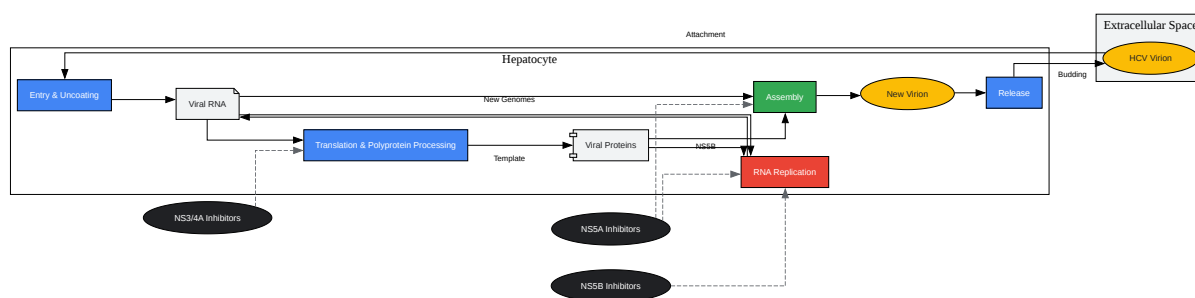 Extracellular Space
Attachment
Hepatocyte
HCV Virion
Budding
Entry & Uncoating
Viral RNA
New Genomes
Assembly
New Virion
Release
Translation & Polyprotein Processing
Template
Viral Proteins
NS5B
RNA Replication
NS3/4A Inhibitors
NS5A Inhibitors
NS5B Inhibitors